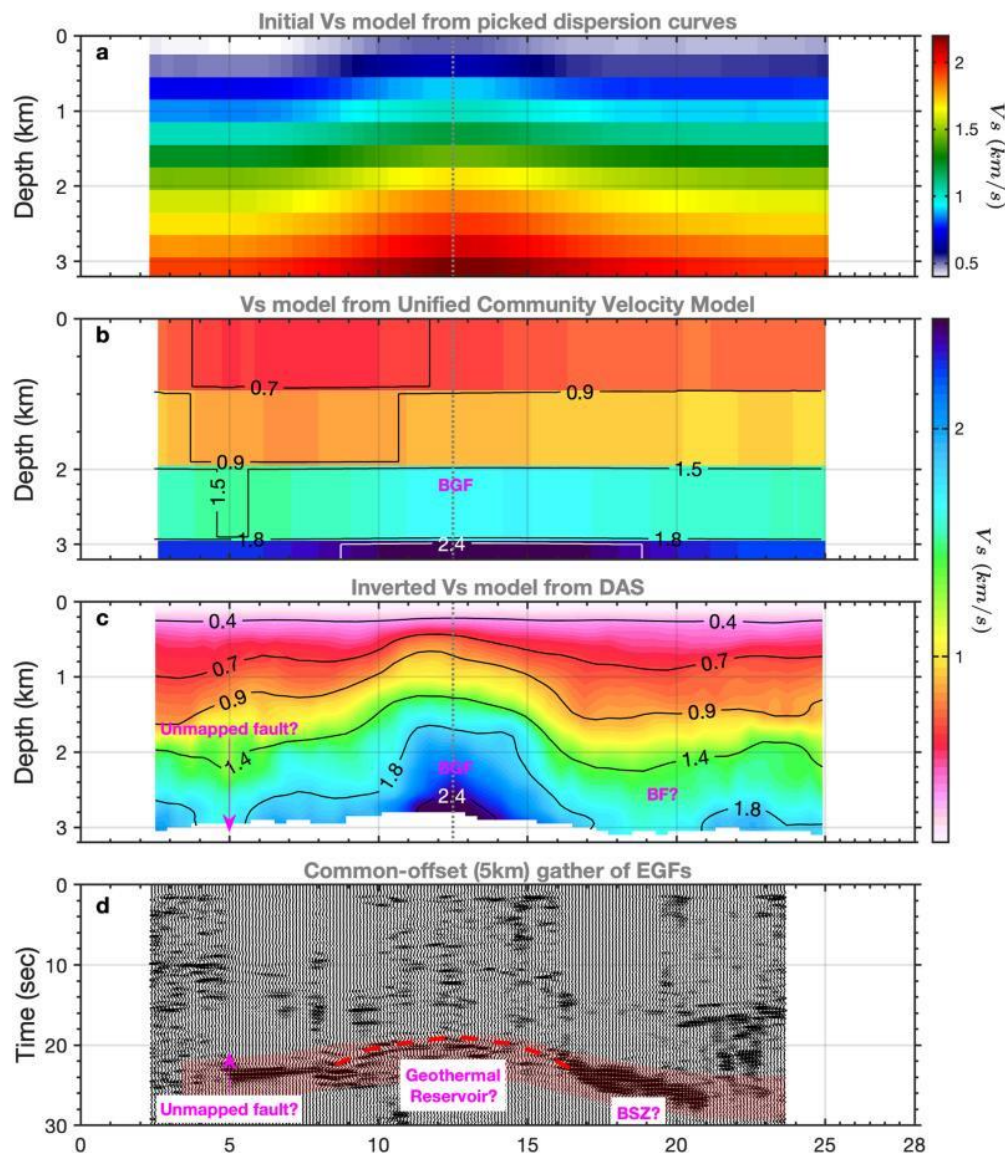 Initial Vs model from picked dispersion curves
a
Depth (km)
0
1
2
3
2
1.5
1
0.5
Vs (km/s)
Vs model from Unified Community Velocity Model
b
Depth (km)
0
1
2
3
0.7
0.9
0.9
1.5
1.5
BGF
1.8
2.4
1.8
2
1
Vs (km/s)
Inverted Vs model from DAS
c
Depth (km)
0
1
2
3
0.4
0.4
0.7
0.7
0.9
0.9
Unmapped fault?
1.4
1.4
1.8
BGF
BF?
2.4
1.8
Common-offset (5km) gather of EGFs
d
Time (sec)
0
10
20
30
Geothermal
Reservoir?
Unmapped fault?
BSZ?
0 5 10 15 20 25 28